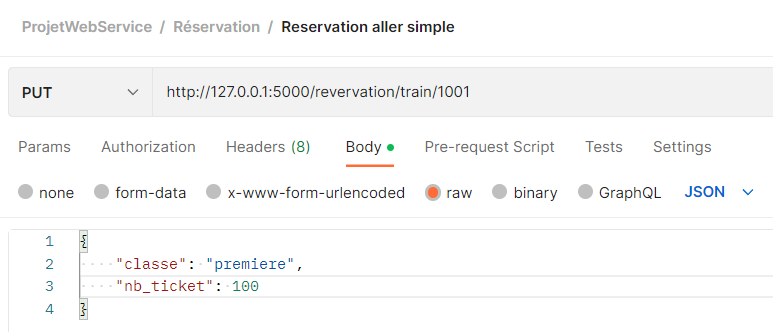 ProjetWebService / Réservation / Reservation aller simple
PUT http://127.0.0.1:5000/revervation/train/1001
Params Authorization Headers (8) Body Pre-request Script Tests Settings
none form-data x-www-form-urlencoded raw binary GraphQL JSON
1 {
2 "classe": "premiere",
3 "nb_ticket": 100
4 }